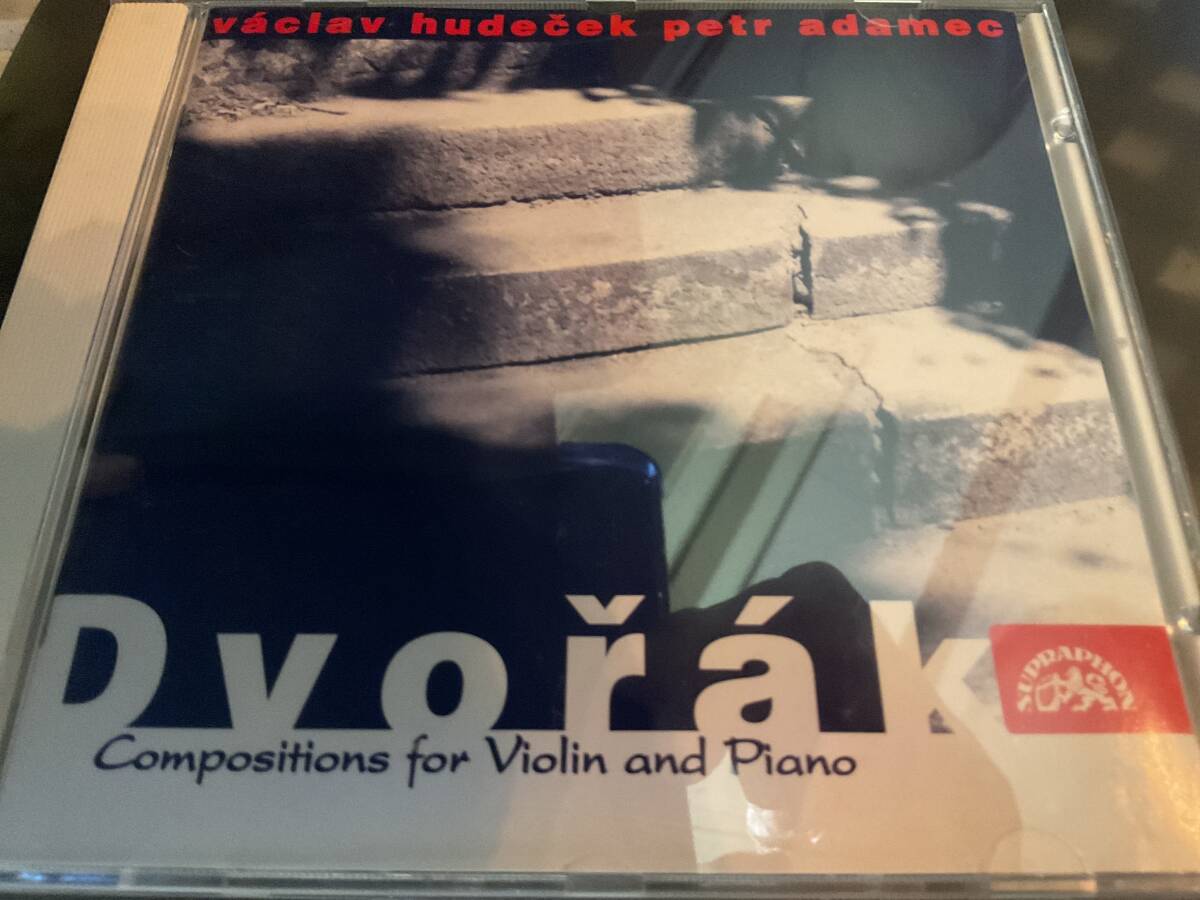 václav hudeček petr adamec
Dvořák
SUPRAPHON
Compositions for Violin and Piano